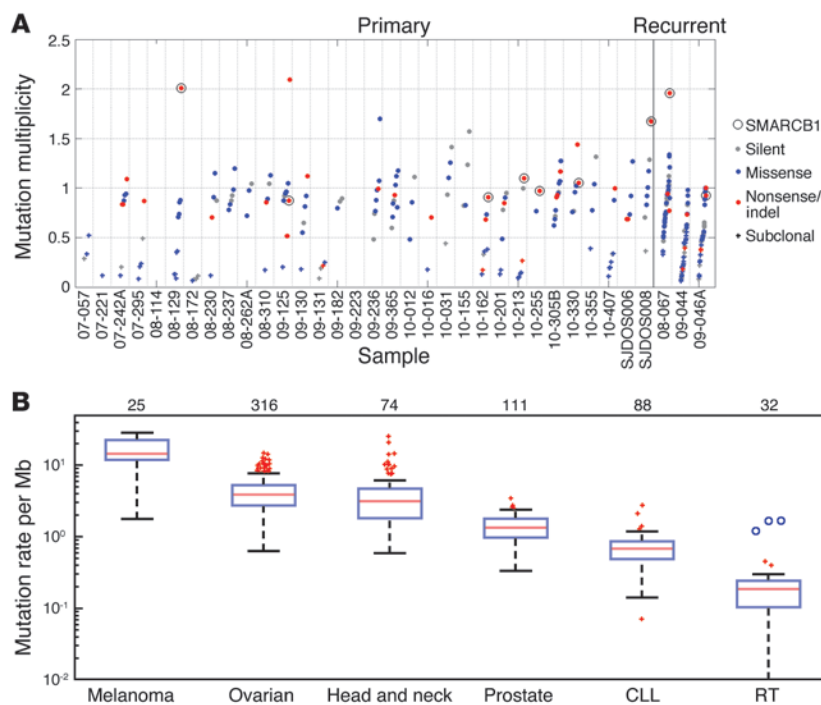 A
Primary
Recurrent
Mutation multiplicity
2.5
2
1.5
1
0.5
0
07-057
07-221
07-242A
07-295
08-114
08-129
08-172
08-230
08-237
08-262A
08-310
09-125
09-130
09-131
09-182
09-223
09-236
09-365
10-012
10-016
10-031
10-155
10-162
10-201
10-213
10-255
10-305B
10-330
10-355
10-407
SJDOS006
SJDOS008
08-067
09-044
09-046A
Sample
SMARCB1
Silent
Missense
Nonsense/
indel
Subclonal
B
25 316 74 111 88 32
Mutation rate per Mb
10¹
10⁰
10⁻¹
10⁻²
Melanoma Ovarian Head and neck Prostate CLL RT